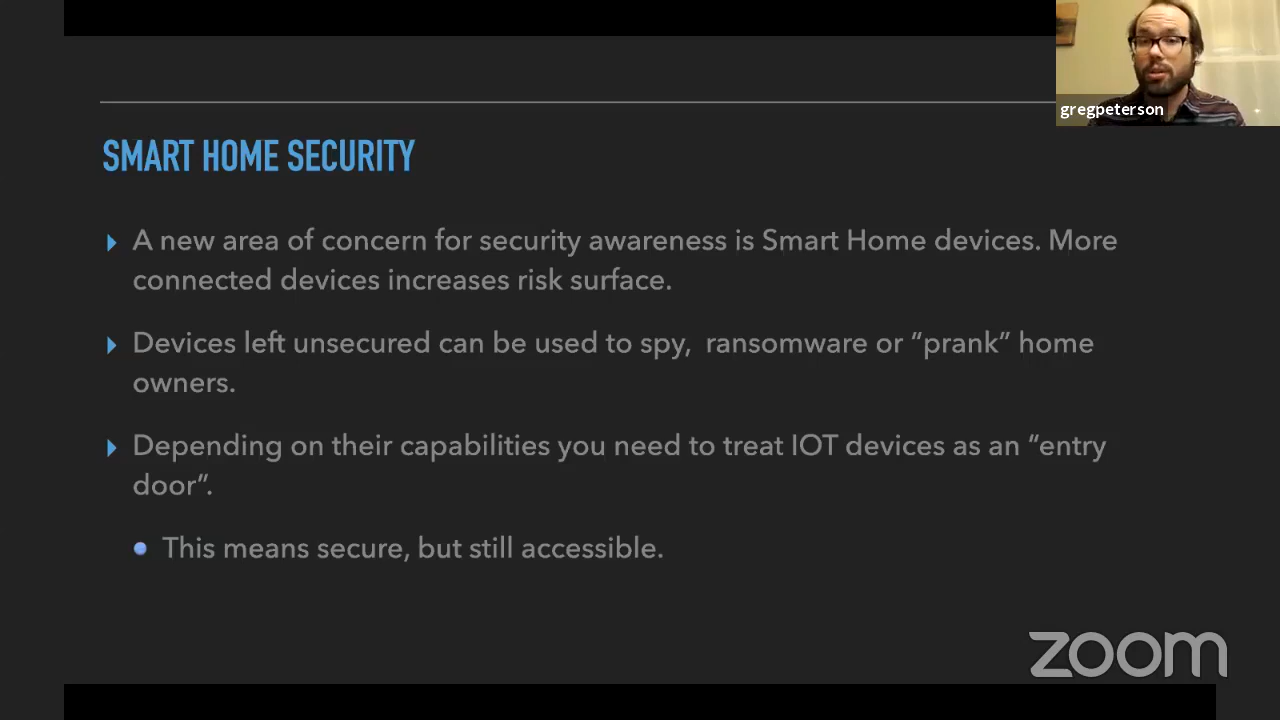 gregpeterson
SMART HOME SECURITY
A new area of concern for security awareness is Smart Home devices. More
connected devices increases risk surface.
Devices left unsecured can be used to spy,  ransomware or “prank” home
owners.
Depending on their capabilities you need to treat IOT devices as an “entry
door”.
This means secure, but still accessible.
zoom